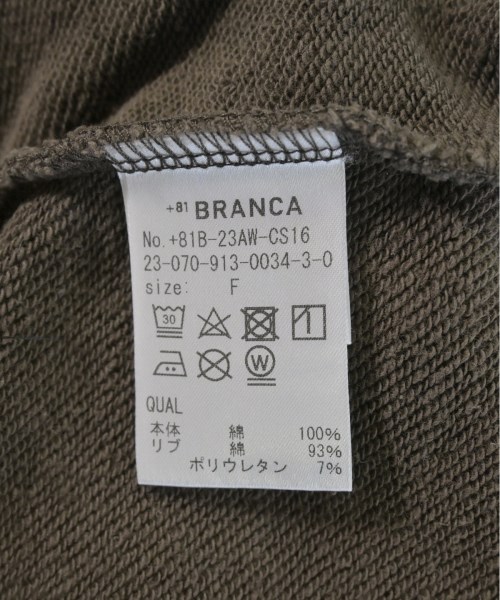 +81 BRANCA
No.+81B-23AW-CS16
23-070-913-0034-3-0
size: F
30
W
QUAL
本体 綿 100%
リブ 綿 93%
ポリウレタン 7%